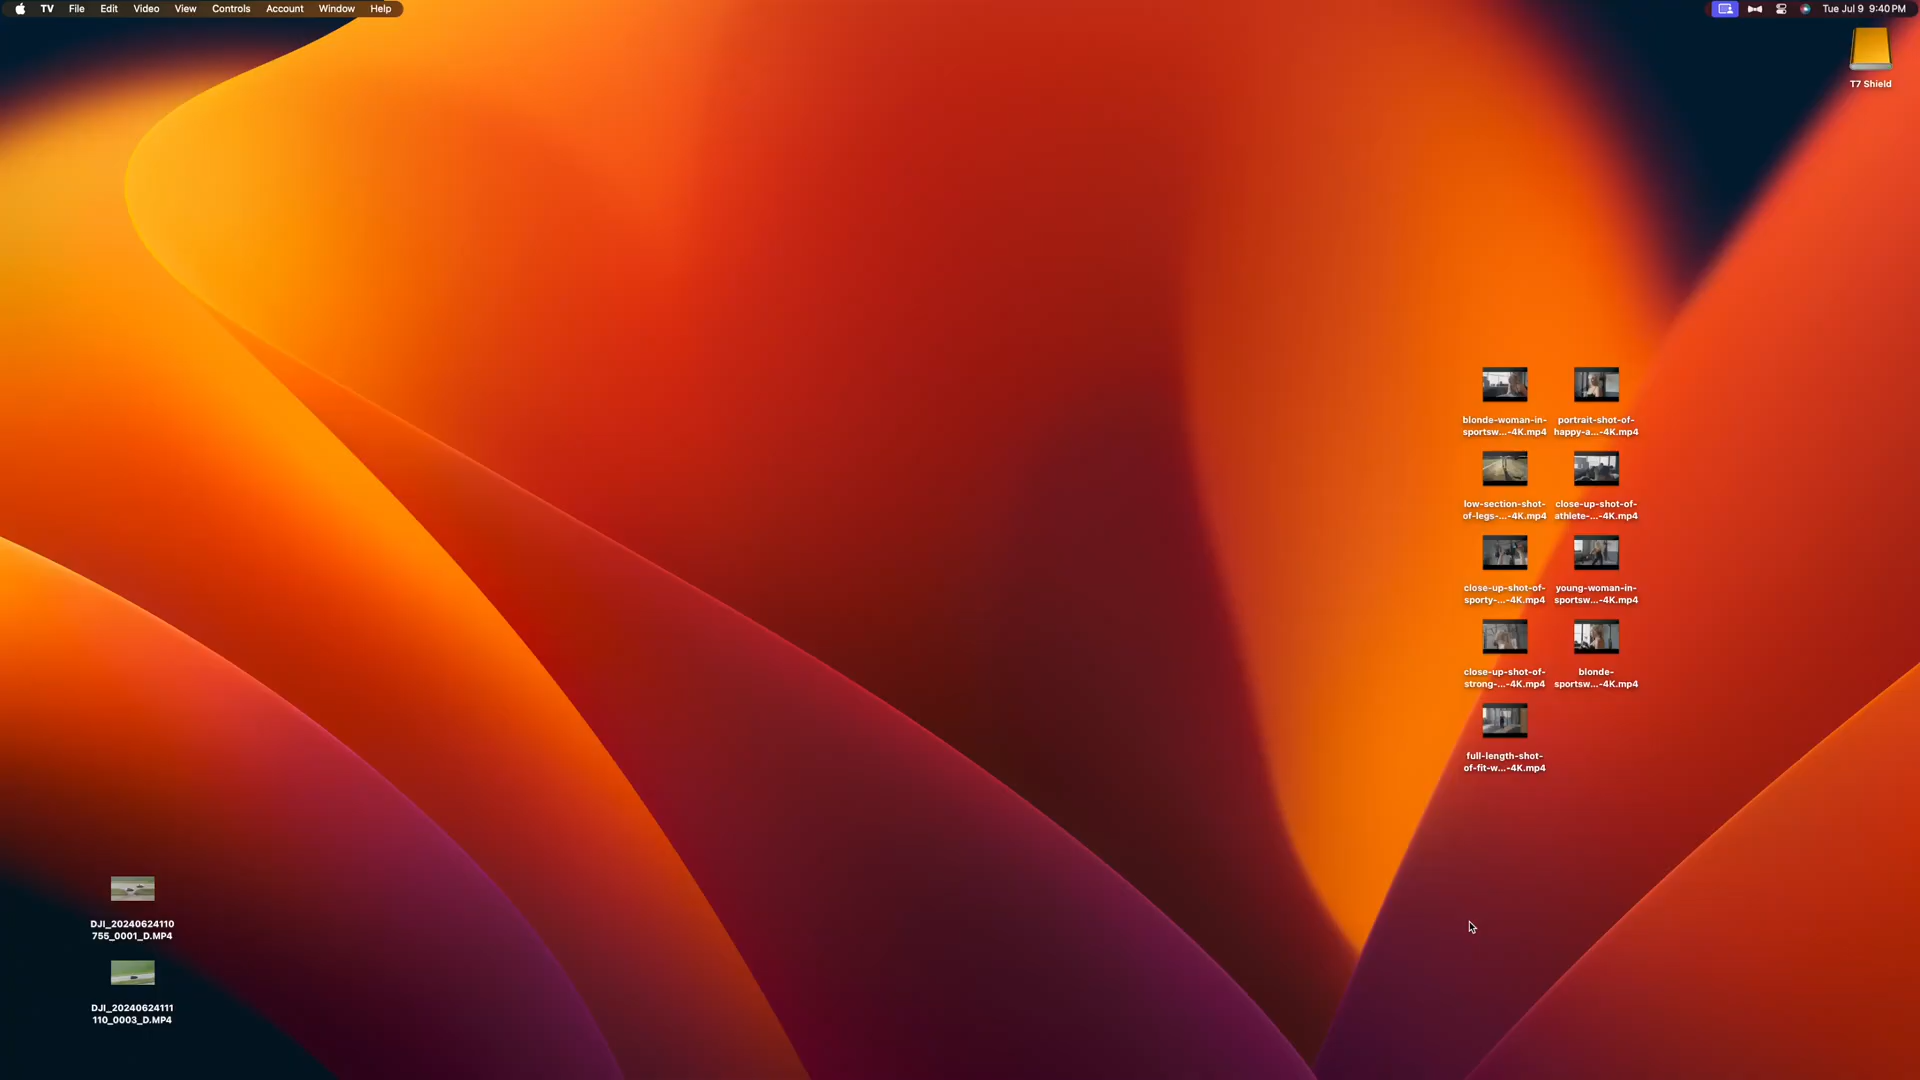 TV File Edit Video View Controls Account Window Help
Tue Jul 9 9:40 PM
T7 Shield
blonde-woman-in-
sportsw...-4K.mp4
portrait-shot-of-
happy-a...-4K.mp4
low-section-shot-
of-legs-...-4K.mp4
close-up-shot-of-
athlete-...-4K.mp4
close-up-shot-of-
sporty-...-4K.mp4
young-woman-in-
sportsw...-4K.mp4
close-up-shot-of-
strong-...-4K.mp4
blonde-
sportsw...-4K.mp4
full-length-shot-
of-fit-w...-4K.mp4
DJI_20240624110
755_0001_D.MP4
DJI_20240624111
110_0003_D.MP4